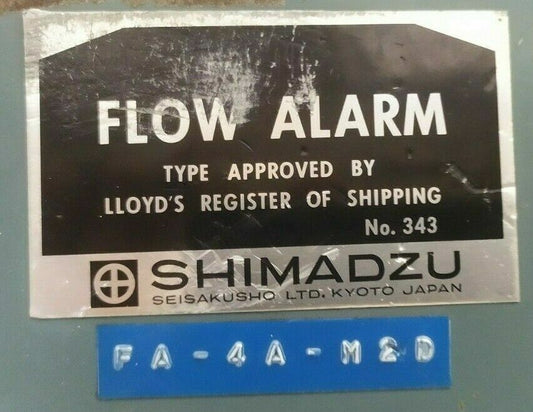 FLOW ALARM
TYPE APPROVED BY
LLOYD'S REGISTER OF SHIPPING
No. 343
SHIMADZU
SEISAKUSHO LTD. KYOTO JAPAN
FA-4A-M2D